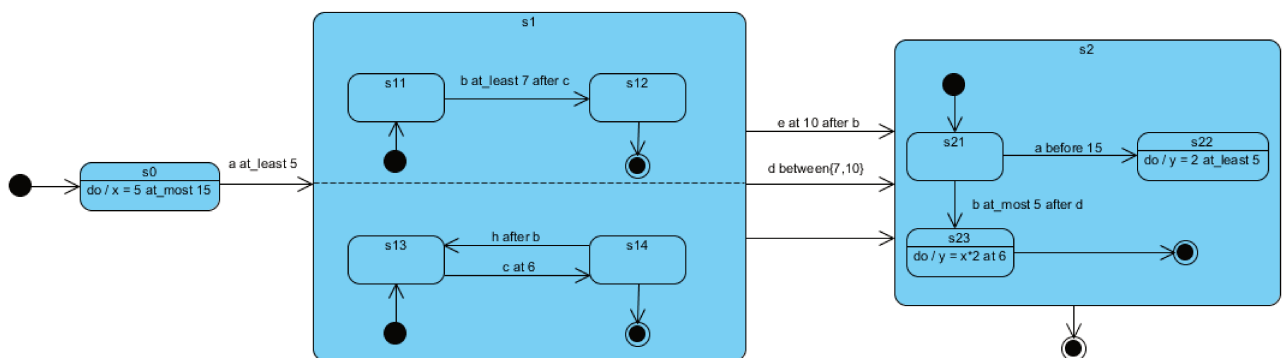 s0
do / x = 5 at_most 15
a at_least 5
s1
s11
b at_least 7 after c
s12
s13
h after b
c at 6
s14
e at 10 after b
d between{7,10}
s2
s21
a before 15
s22
do / y = 2 at_least 5
b at_most 5 after d
s23
do / y = x*2 at 6